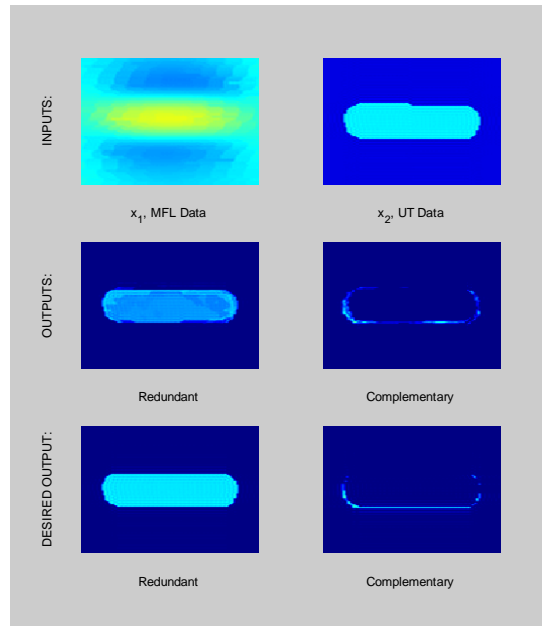 INPUTS:
x1, MFL Data
x2, UT Data
OUTPUTS:
Redundant
Complementary
DESIRED OUTPUT:
Redundant
Complementary